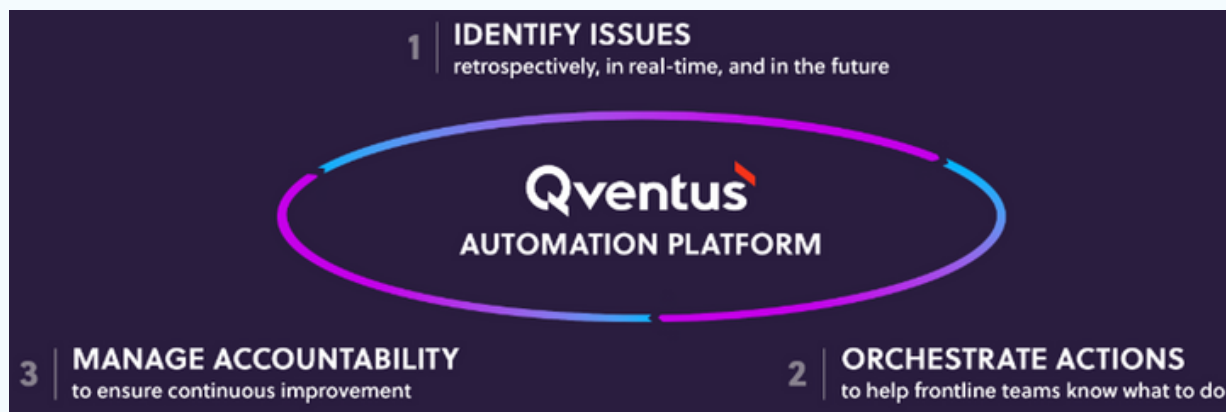 1
IDENTIFY ISSUES
retrospectively, in real-time, and in the future
Qventus
AUTOMATION PLATFORM
3
MANAGE ACCOUNTABILITY
to ensure continuous improvement
2
ORCHESTRATE ACTIONS
to help frontline teams know what to do